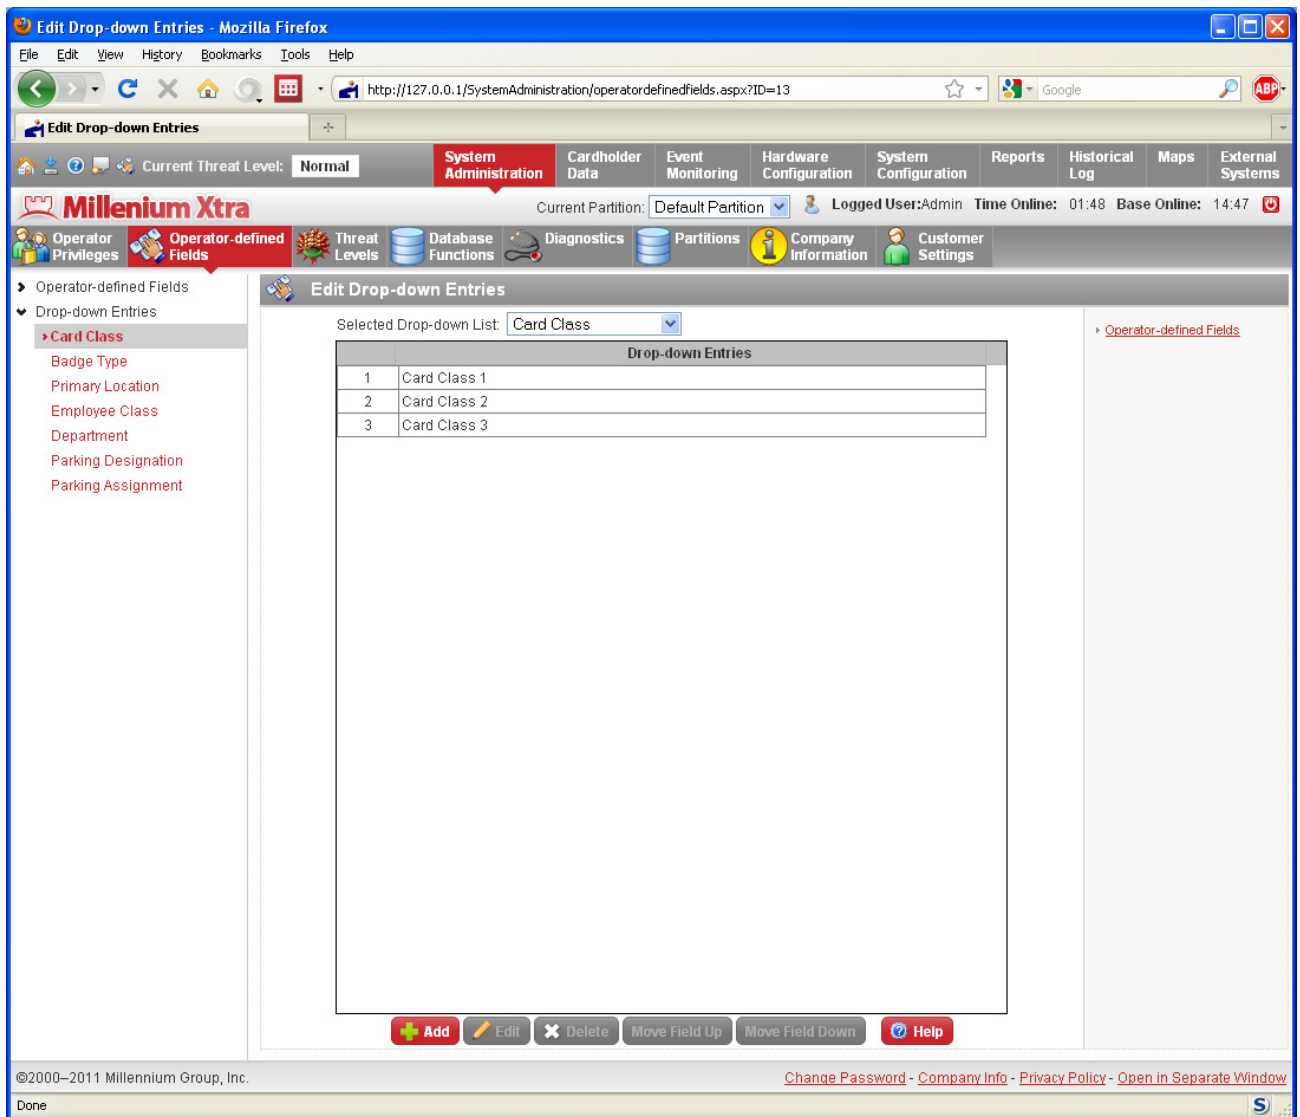 Edit Drop-down Entries - Mozilla Firefox
File Edit View History Bookmarks Tools Help
http://127.0.0.1/SystemAdministration/operatordefinedfields.aspx?ID=13
Google
ABP
Edit Drop-down Entries
Current Threat Level: Normal
System Administration
Cardholder Data
Event Monitoring
Hardware Configuration
System Configuration
Reports
Historical Log
Maps
External Systems
Millenium Xtra
Current Partition: Default Partition Logged User:Admin Time Online: 01:48 Base Online: 14:47
Operator Privileges
Operator-defined Fields
Threat Levels
Database Functions
Diagnostics
Partitions
Company Information
Customer Settings
Operator-defined Fields
Drop-down Entries
Card Class
Badge Type
Primary Location
Employee Class
Department
Parking Designation
Parking Assignment
Edit Drop-down Entries
Selected Drop-down List: Card Class
Drop-down Entries
1 Card Class 1
2 Card Class 2
3 Card Class 3
Operator-defined Fields
Add Edit Delete Move Field Up Move Field Down Help
©2000–2011 Millennium Group, Inc.
Change Password - Company Info - Privacy Policy - Open in Separate Window
Done
S